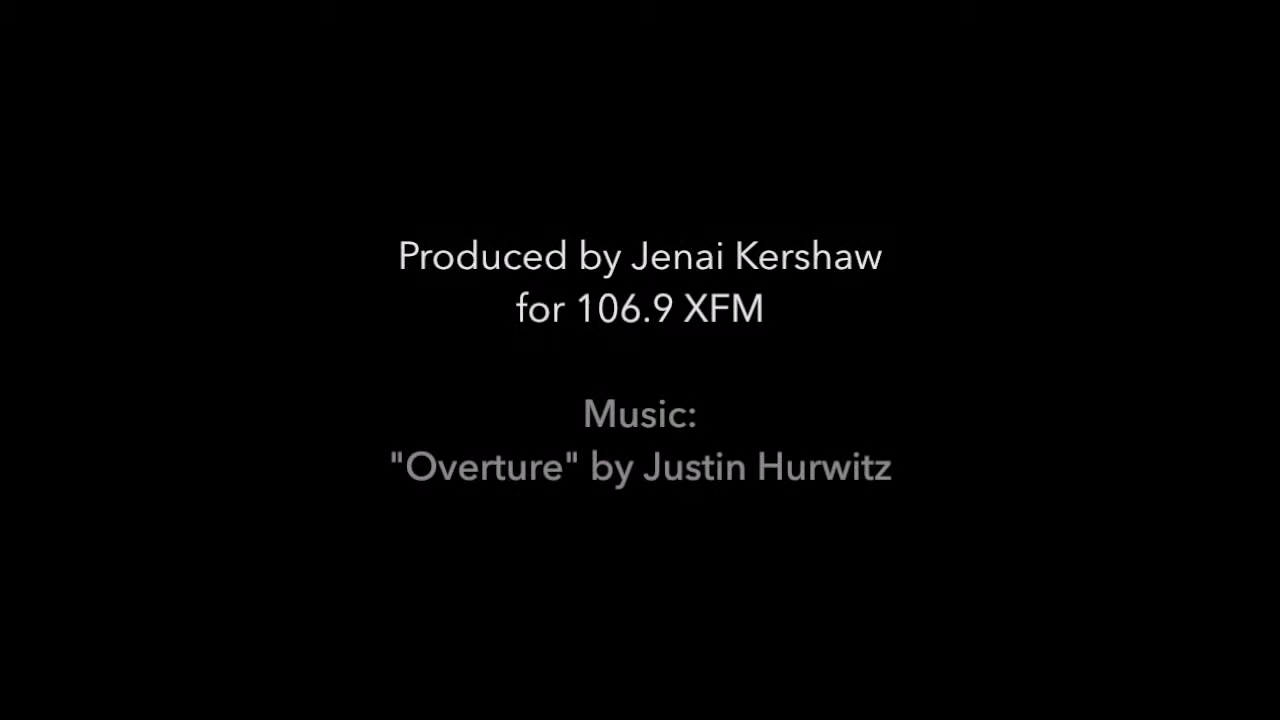 Produced by Jenai Kershaw
for 106.9 XFM
Music:
"Overture" by Justin Hurwitz